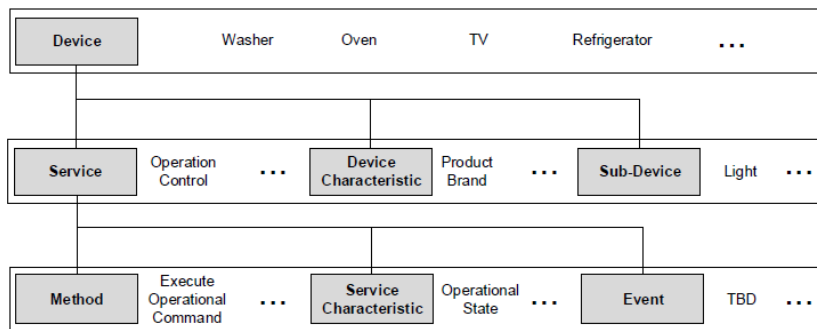 Device Washer Oven TV Refrigerator ...
Service Operation Control ... Device Characteristic Product Brand ... Sub-Device Light ...
Method Execute Operational Command ... Service Characteristic Operational State ... Event TBD ...